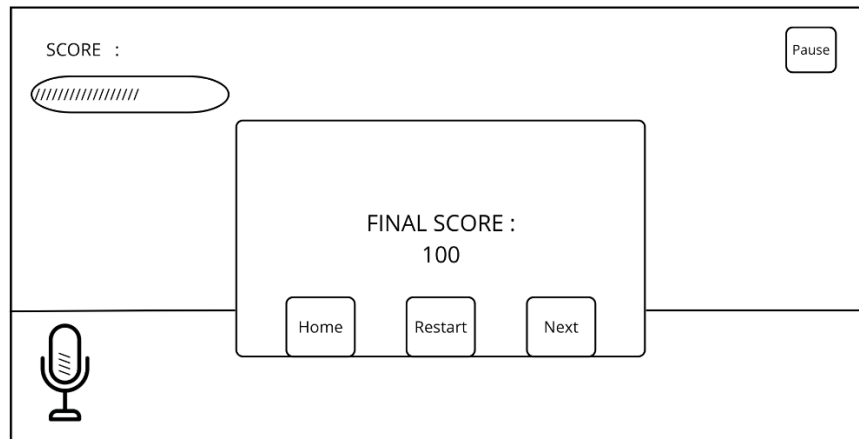 SCORE :
Pause
FINAL SCORE :
100
Home
Restart
Next